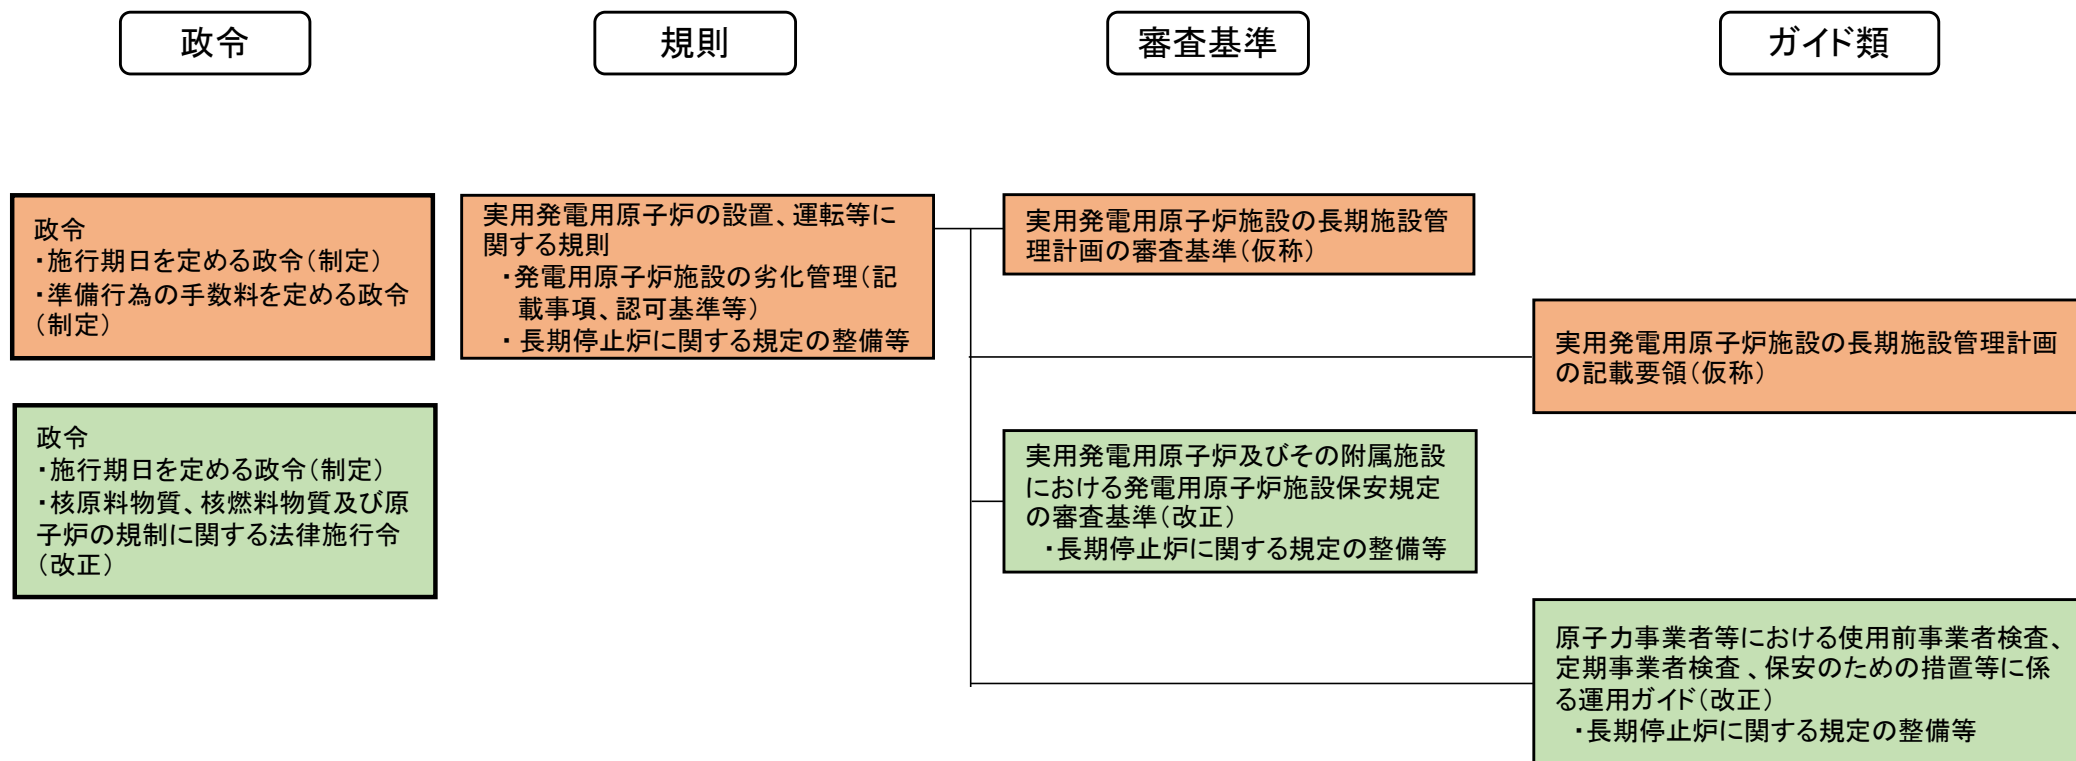 政令
規則
審査基準
ガイド類
政令
・施行期日を定める政令(制定)
・準備行為の手数料を定める政令
(制定)
実用発電用原子炉の設置、運転等に
関する規則
・発電用原子炉施設の劣化管理(記
載事項、認可基準等)
・長期停止炉に関する規定の整備等
実用発電用原子炉施設の長期施設管
理計画の審査基準(仮称)
実用発電用原子炉施設の長期施設管理計画
の記載要領(仮称)
政令
・施行期日を定める政令(制定)
・核原料物質、核燃料物質及び原
子炉の規制に関する法律施行令
(改正)
実用発電用原子炉及びその附属施設
における発電用原子炉施設保安規定
の審査基準(改正)
・長期停止炉に関する規定の整備等
原子力事業者等における使用前事業者検査、
定期事業者検査、保安のための措置等に係
る運用ガイド(改正)
・長期停止炉に関する規定の整備等